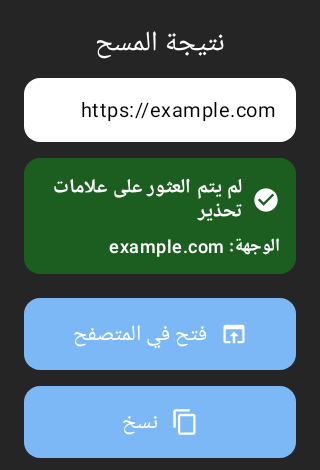 نتيجة المسح
https://example.com
لم يتم العثور على علامات
تحذير
الوجهة: example.com
فتح في المتصفح
نسخ